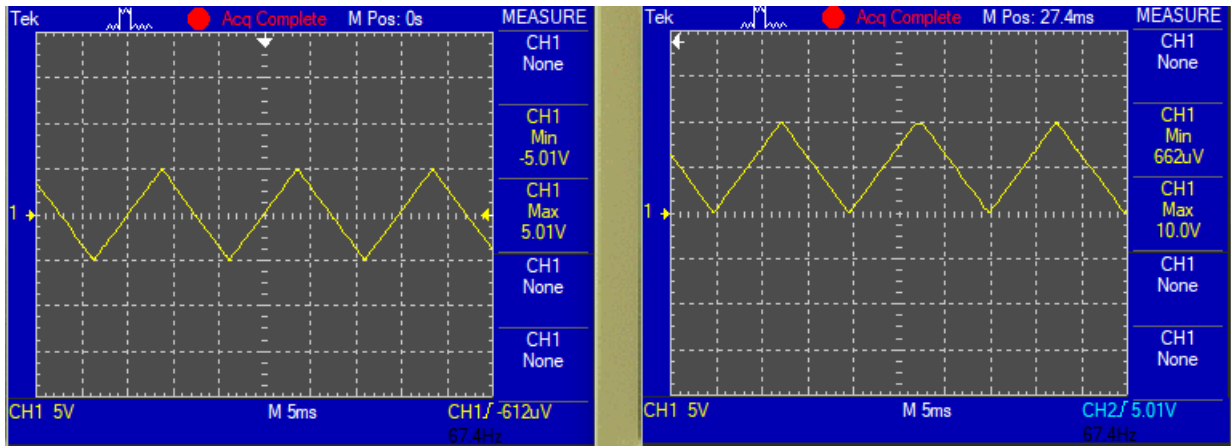 Tek Acq Complete M Pos: 0s MEASURE
CH1
None
CH1
Min
-5.01V
CH1
Max
5.01V
CH1
None
CH1
None
1
CH1 5V M 5ms CH1 -612uV
67.4Hz
Tek Acq Complete M Pos: 27.4ms MEASURE
CH1
None
CH1
Min
662uV
CH1
Max
10.0V
CH1
None
CH1
None
1
CH1 5V M 5ms CH2 5.01V
67.4Hz